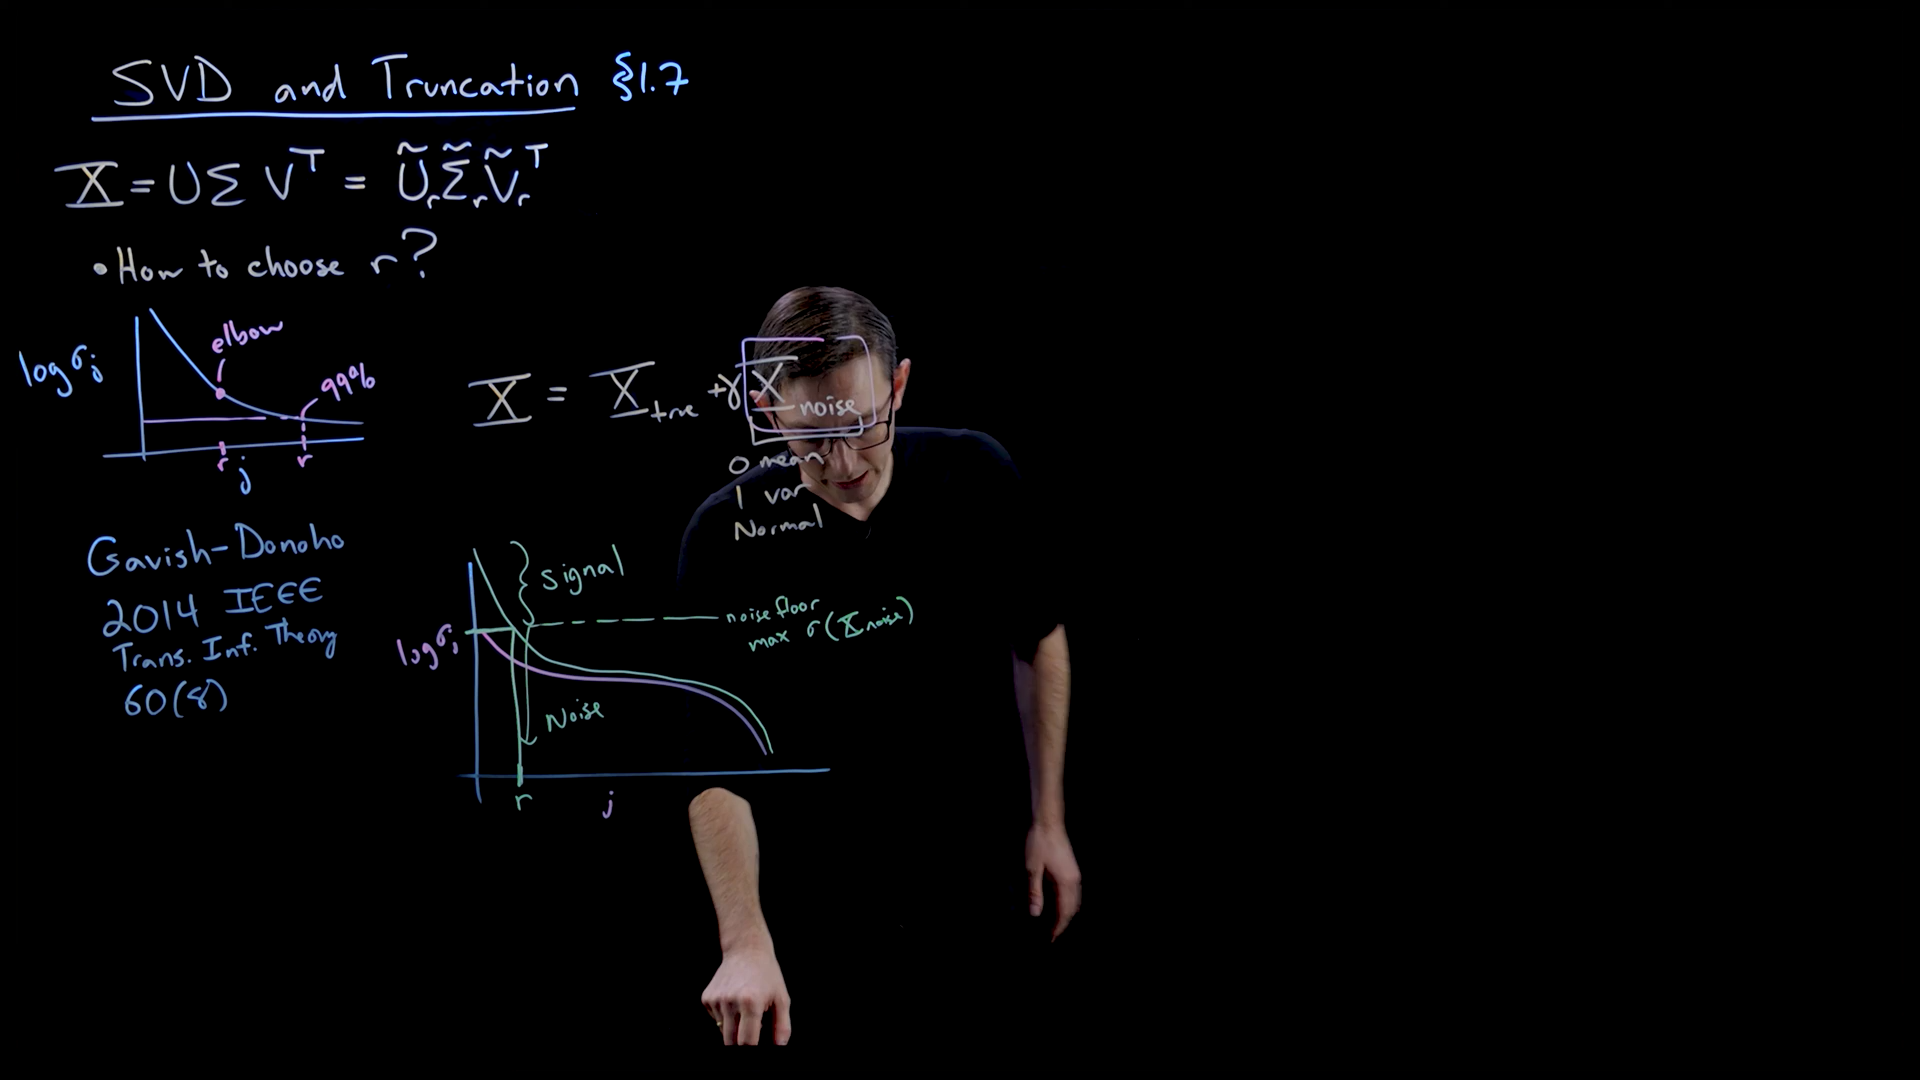 SVD and Truncation §1.7
X = U Σ V^T = Ũ_r Σ̃_r Ṽ_r^T
• How to choose r?
elbow
99%
log σ_j
r r
j
X = X_true + γ X_noise
0 mean
1 var
Normal
Gavish-Donoho
2014 IEEE
Trans. Inf. Theory
60(8)
signal
noise floor
max σ(X_noise)
log σ_j
Noise
r
j